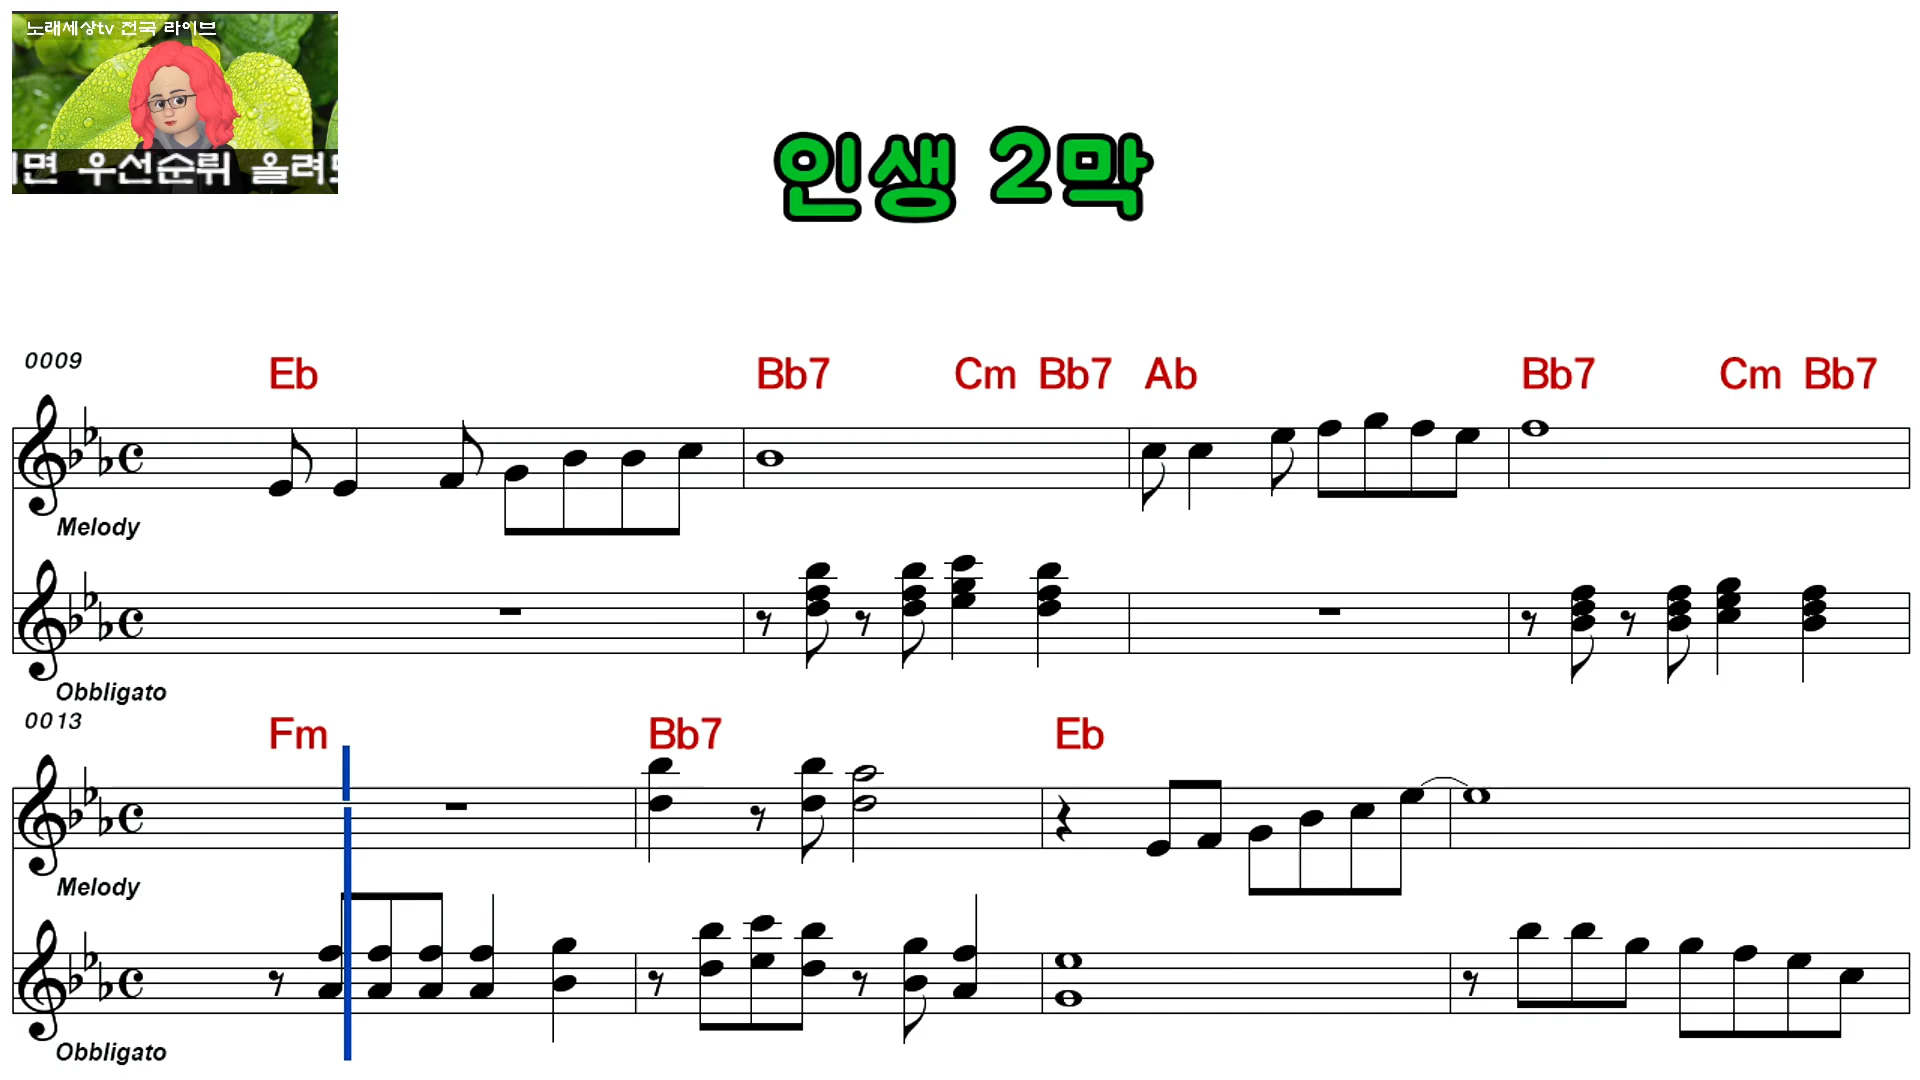 노래세상tv 전국 라이브
면 우선순위 올려
인생 2막
0009
Eb Bb7 Cm Bb7 Ab Bb7 Cm Bb7
Melody
Obbligato
0013
Fm Bb7 Eb
Melody
Obbligato